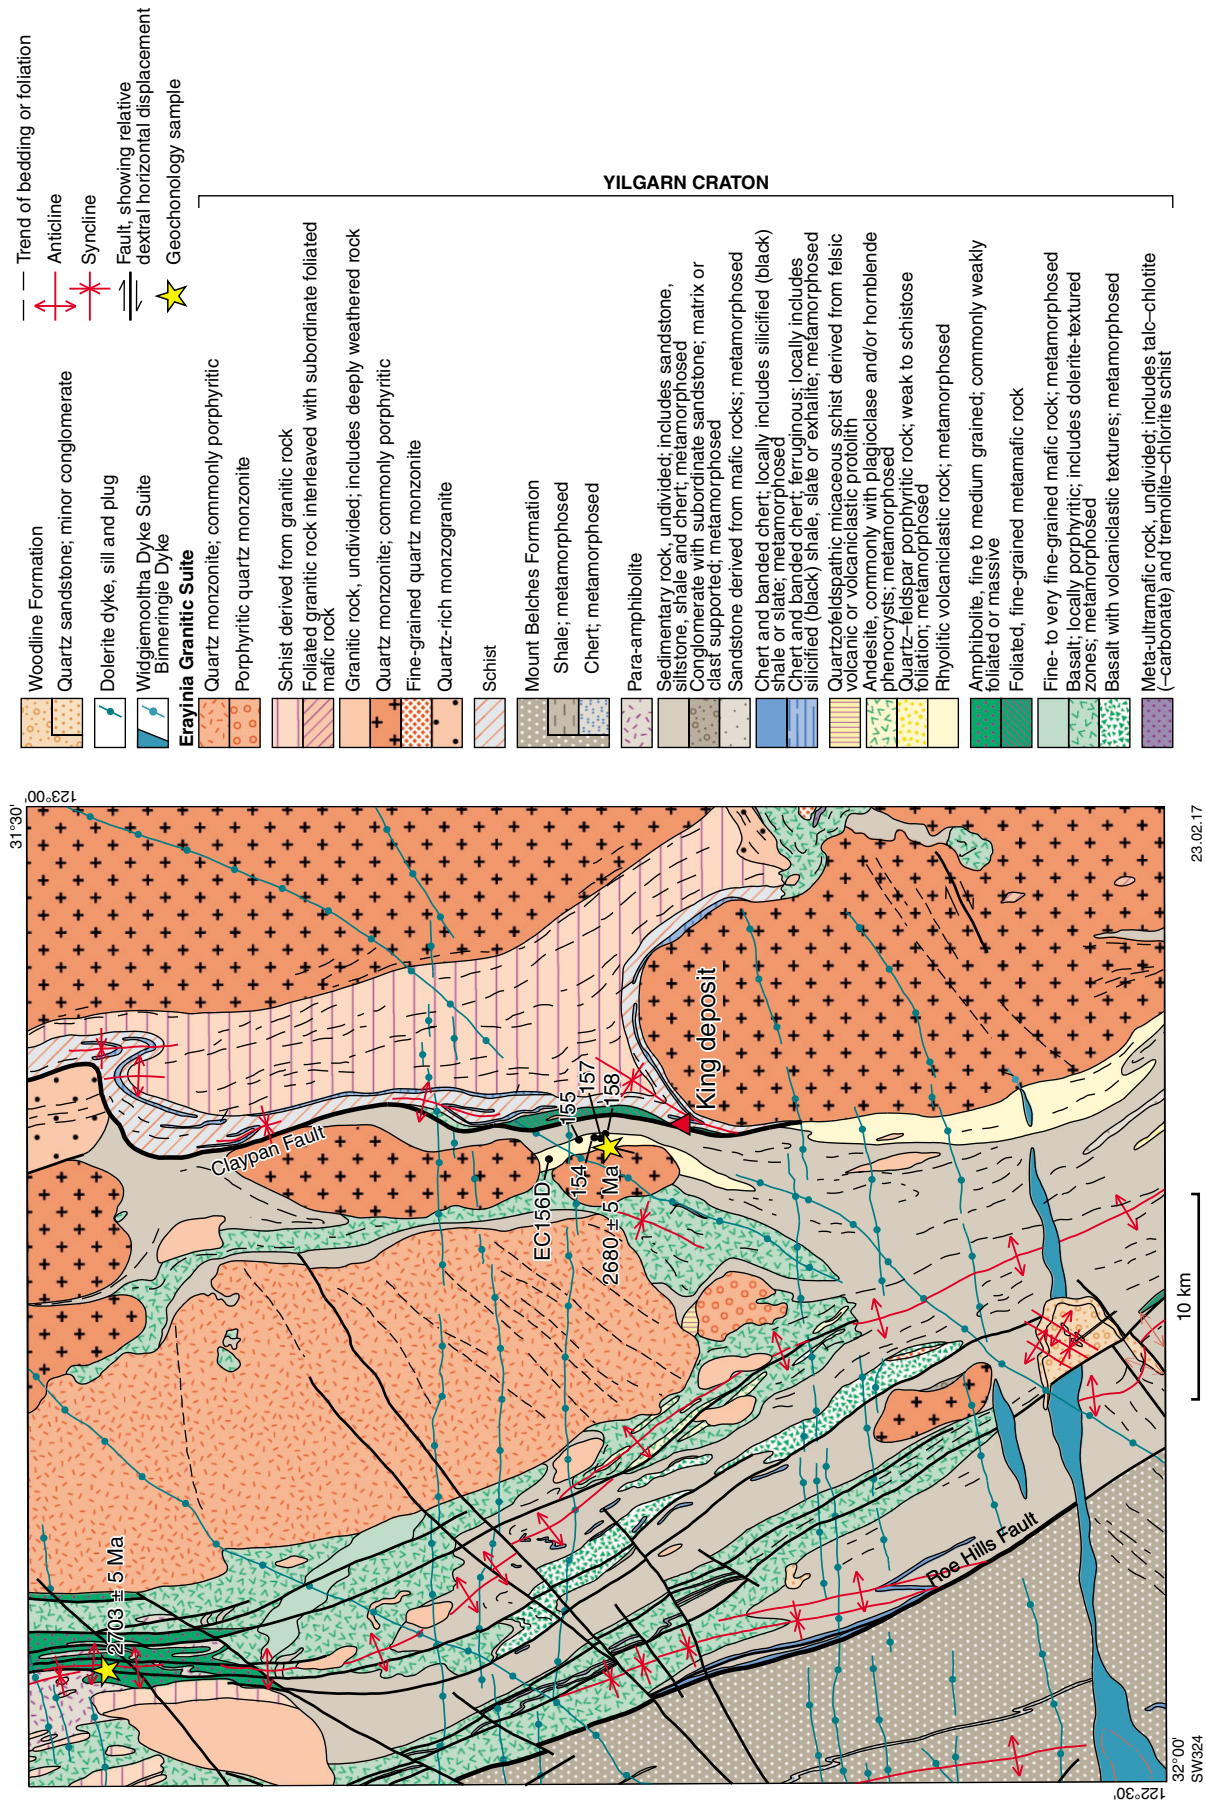 Woodline Formation
Quartz sandstone; minor conglomerate
Dolerite dyke, sill and plug
Widgiemooltha Dyke Suite
Binneringie Dyke
Erayinia Granitic Suite
Quartz monzonite; commonly porphyritic
Porphyritic quartz monzonite
Schist derived from granitic rock
Foliated granitic rock interleaved with subordinate foliated
mafic rock
Granitic rock, undivided; includes deeply weathered rock
Quartz monzonite; commonly porphyritic
Fine-grained quartz monzonite
Quartz-rich monzogranite
Schist
Mount Belches Formation
Shale; metamorphosed
Chert; metamorphosed
Para-amphibolite
Sedimentary rock, undivided; includes sandstone,
siltstone, shale and chert; metamorphosed
Conglomerate with subordinate sandstone; matrix or
clast supported; metamorphosed
Sandstone derived from mafic rocks; metamorphosed
Chert and banded chert; locally includes silicified (black)
shale or slate; metamorphosed
Chert and banded chert, ferruginous; locally includes
silicified (black) shale, slate or exhalite; metamorphosed
Quartzofeldspathic micaceous schist derived from felsic
volcanic or volcaniclastic protolith
Andesite, commonly with plagioclase and/or hornblende
phenocrysts; metamorphosed
Quartz–feldspar porphyritic rock; weak to schistose
foliation; metamorphosed
Rhyolitic volcaniclastic rock; metamorphosed
Amphibolite, fine to medium grained; commonly weakly
foliated or massive
Foliated, fine-grained metamafic rock
Fine- to very fine-grained mafic rock; metamorphosed
Basalt; locally porphyritic; includes dolerite-textured
zones; metamorphosed
Basalt with volcaniclastic textures; metamorphosed
Meta-ultramafic rock, undivided; includes talc–chlotite
(–carbonate) and tremolite–chlorite schist
YILGARN CRATON
Trend of bedding or foliation
Anticline
Syncline
Fault, showing relative
dextral horizontal displacement
Geochonology sample
31°30'
123°00'
Claypan Fault
King deposit
EC156D
154
155
157
158
2680 ± 5 Ma
2703 ± 5 Ma
Roe Hills Fault
10 km
32°00'
122°30'
SW324
23.02.17